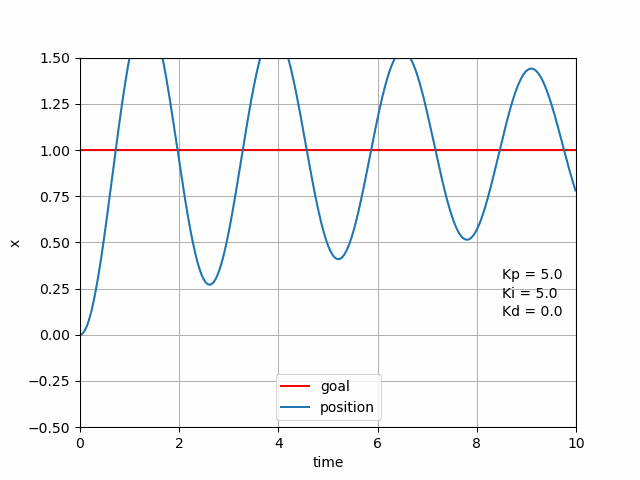 1.50
1.25
1.00
0.75
0.50
0.25
0.00
−0.25
−0.50
x
Kp = 5.0
Ki = 5.0
Kd = 0.0
goal
position
0 2 4 6 8 10
time